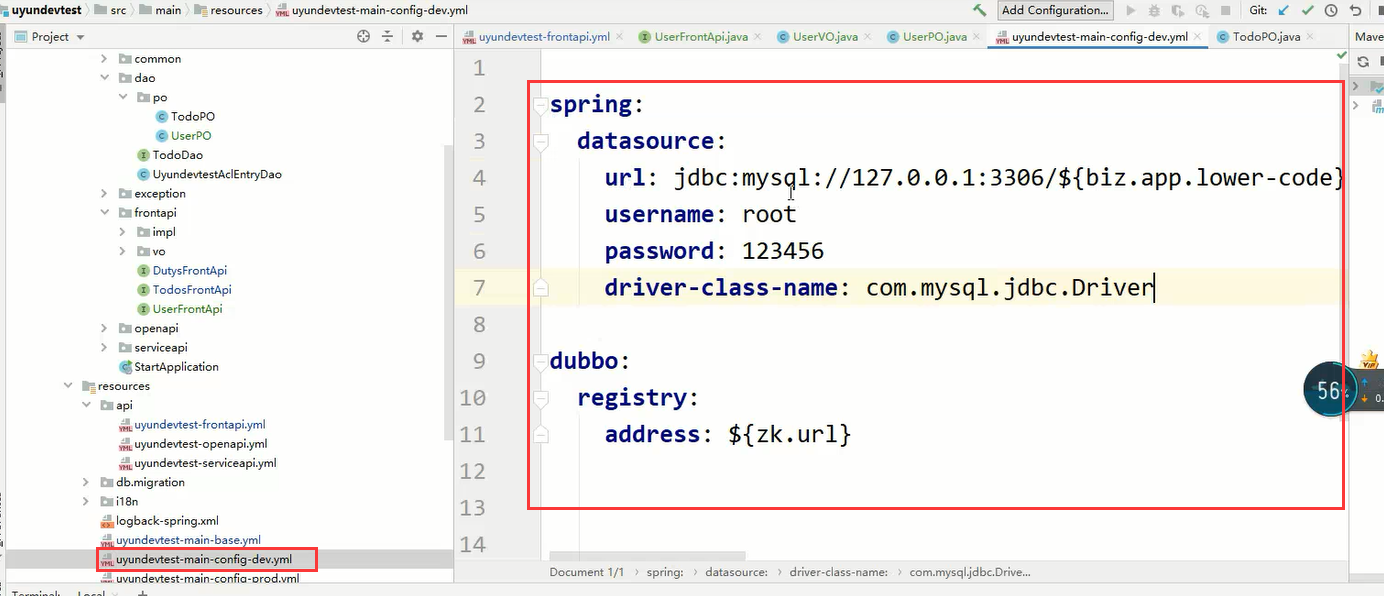 uyundevtest src main resources uyundevtest-main-config-dev.yml Add Configuration... Git:
Project uyundevtest-frontapi.yml UserFrontApi.java UserVO.java UserPO.java uyundevtest-main-config-dev.yml TodoPO.java Mave
common
dao
po
TodoPO
UserPO
TodoDao
UyundevtestAclEntryDao
exception
frontapi
impl
vo
DutysFrontApi
TodosFrontApi
UserFrontApi
openapi
serviceapi
StartApplication
resources
api
uyundevtest-frontapi.yml
uyundevtest-openapi.yml
uyundevtest-serviceapi.yml
db.migration
i18n
logback-spring.xml
uyundevtest-main-base.yml
uyundevtest-main-config-dev.yml
uyundevtest-main-config-prod.yml
1
2 spring:
3 datasource:
4 url: jdbc:mysql://127.0.0.1:3306/${biz.app.lower-code}
5 username: root
6 password: 123456
7 driver-class-name: com.mysql.jdbc.Driver
8
9 dubbo:
10 registry:
11 address: ${zk.url}
12
13
14
56%
0.
VIP
Document 1/1 spring: datasource: driver-class-name: com.mysql.jdbc.Drive...
Terminal: Local